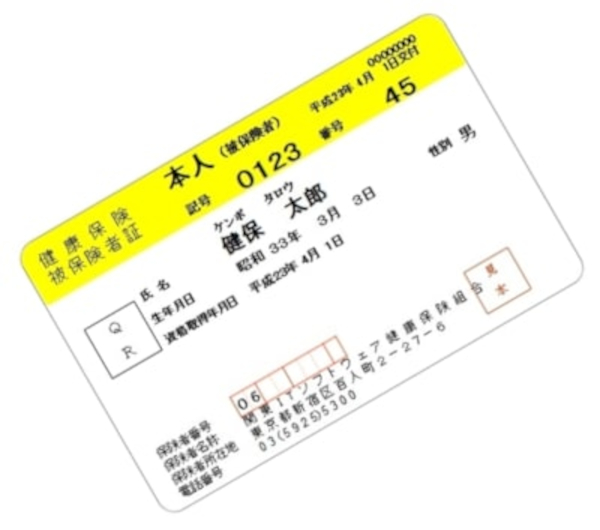 00000000
健康保険
被保険者証
本人(被保険者) 平成23年4月 1日交付
記号 0123 番号 45
ケンポ タロウ
氏名 健保 太郎 性別 男
生年月日 昭和33年 3月 3日
資格取得年月日 平成23年4月1日
QR
保険者番号 06
保険者名称 関東ITソフトウェア健康保険組合
保険者所在地 東京都新宿区百人町2-27-6
電話番号 03(5925)5300
見本